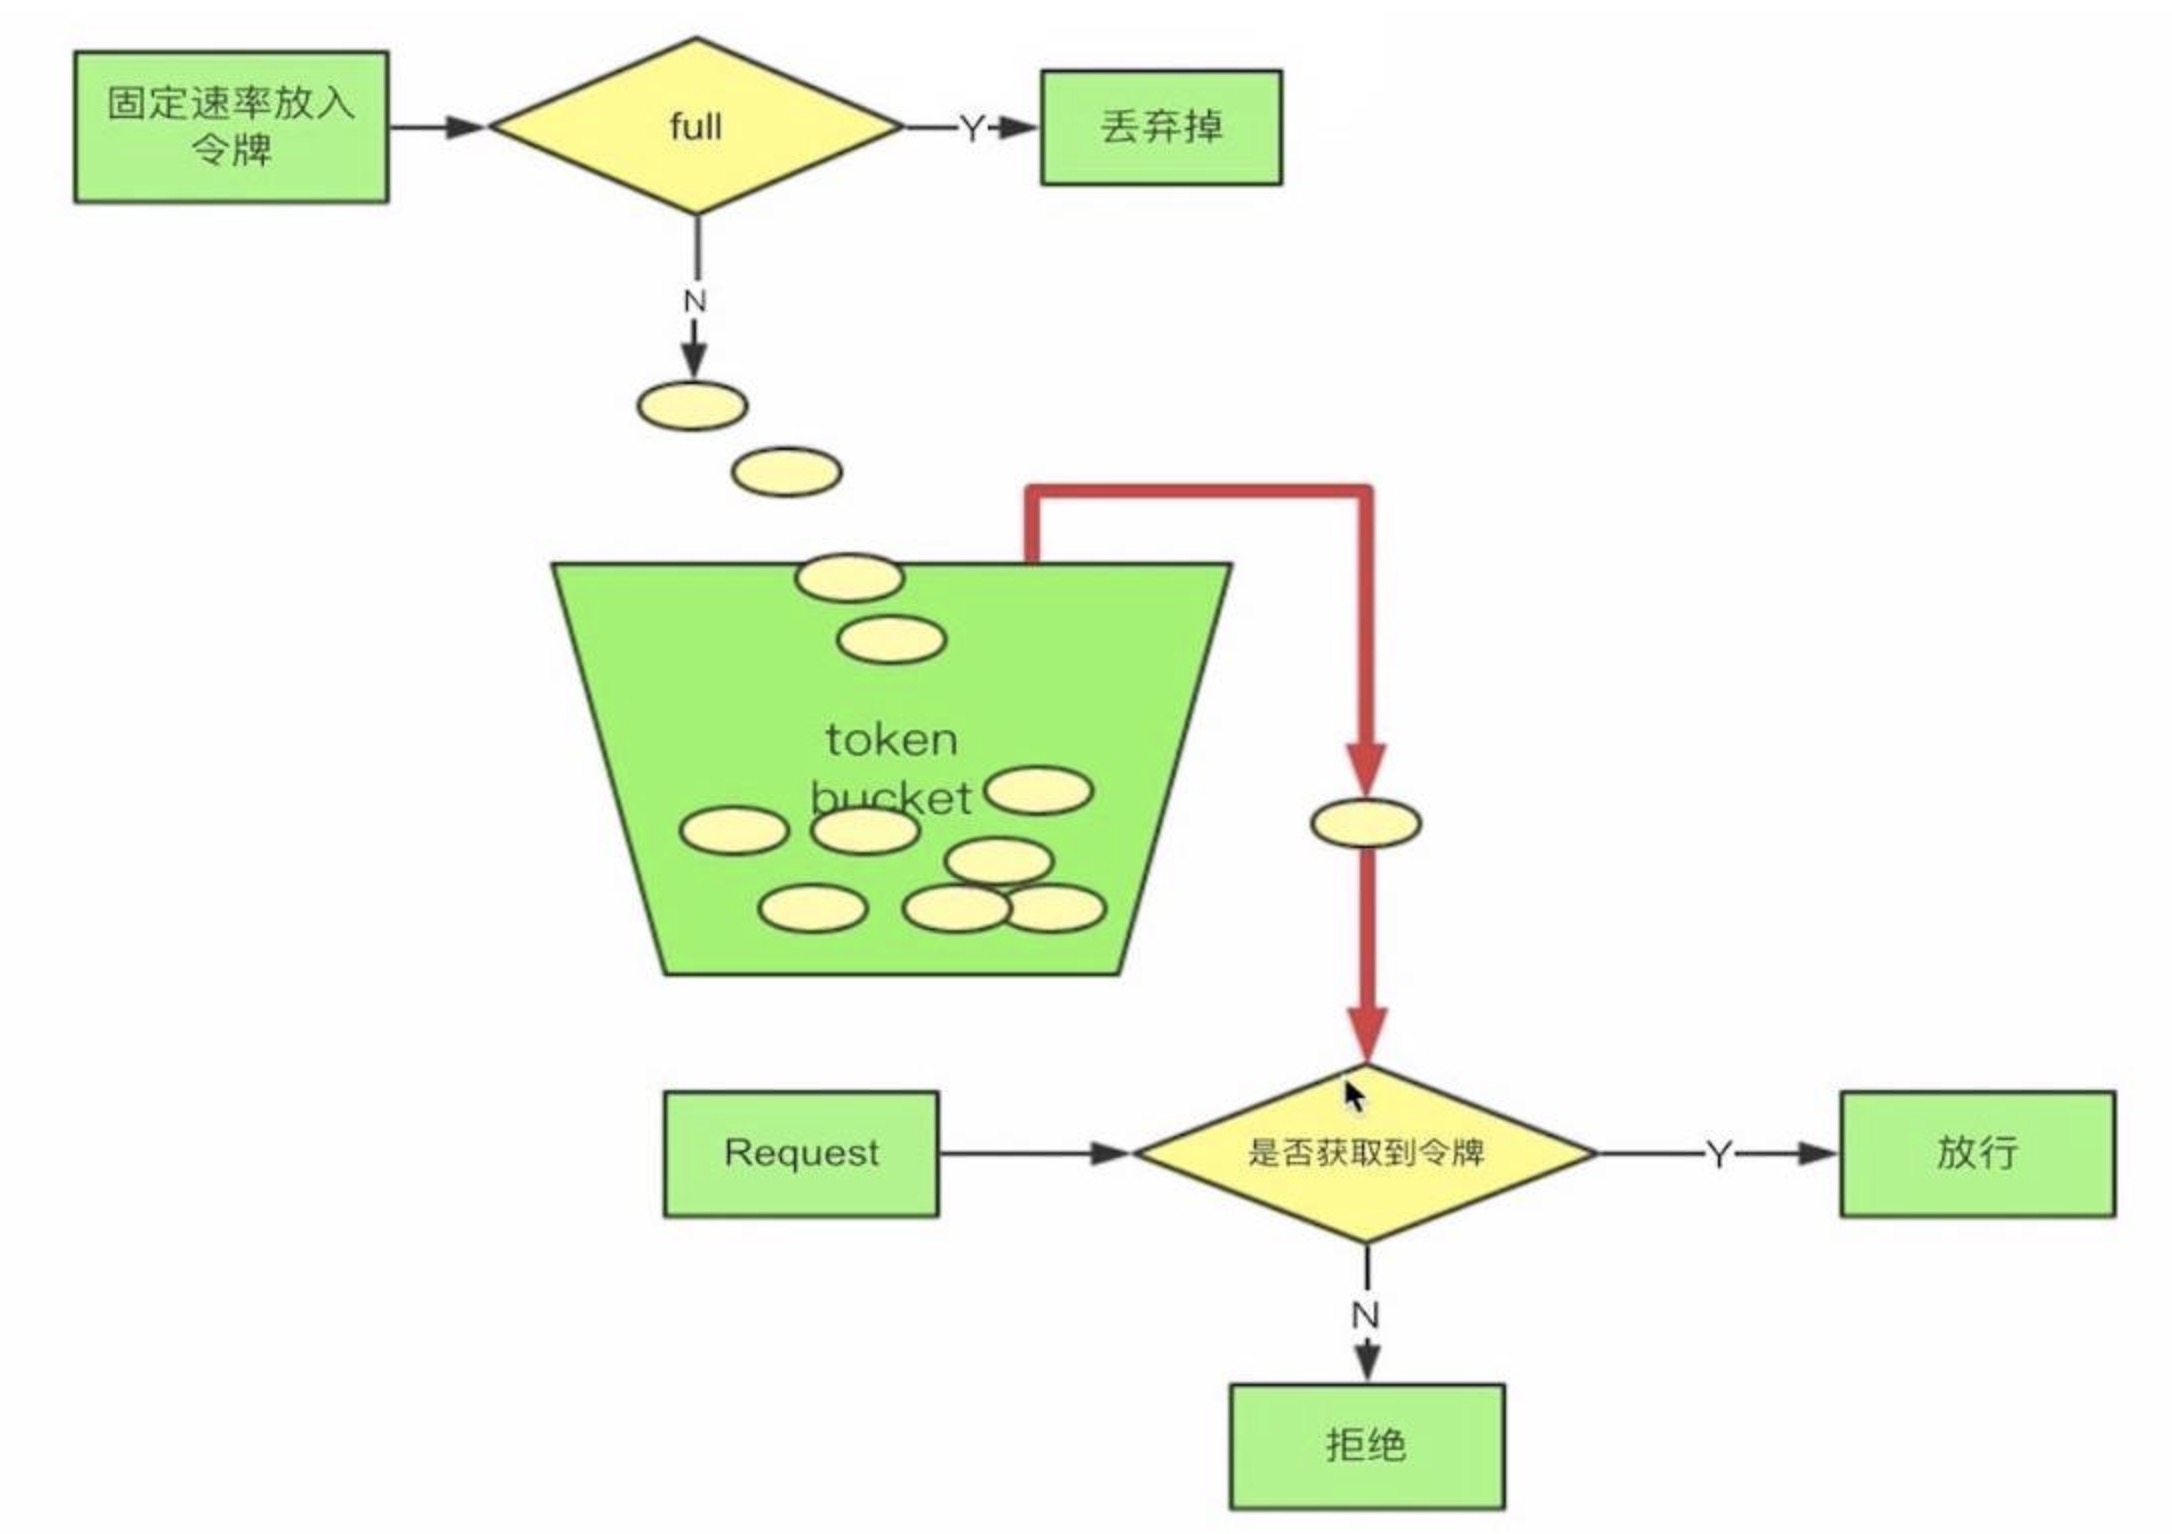 固定速率放入
令牌
full
Y
丢弃掉
N
token
bucket
Request
是否获取到令牌
Y
放行
N
拒绝